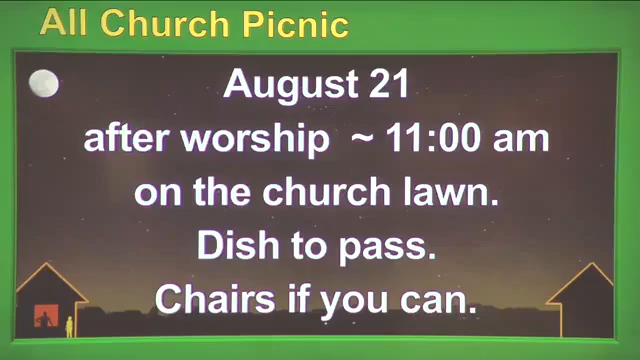 All Church Picnic
August 21
after worship ~ 11:00 am
on the church lawn.
Dish to pass.
Chairs if you can.